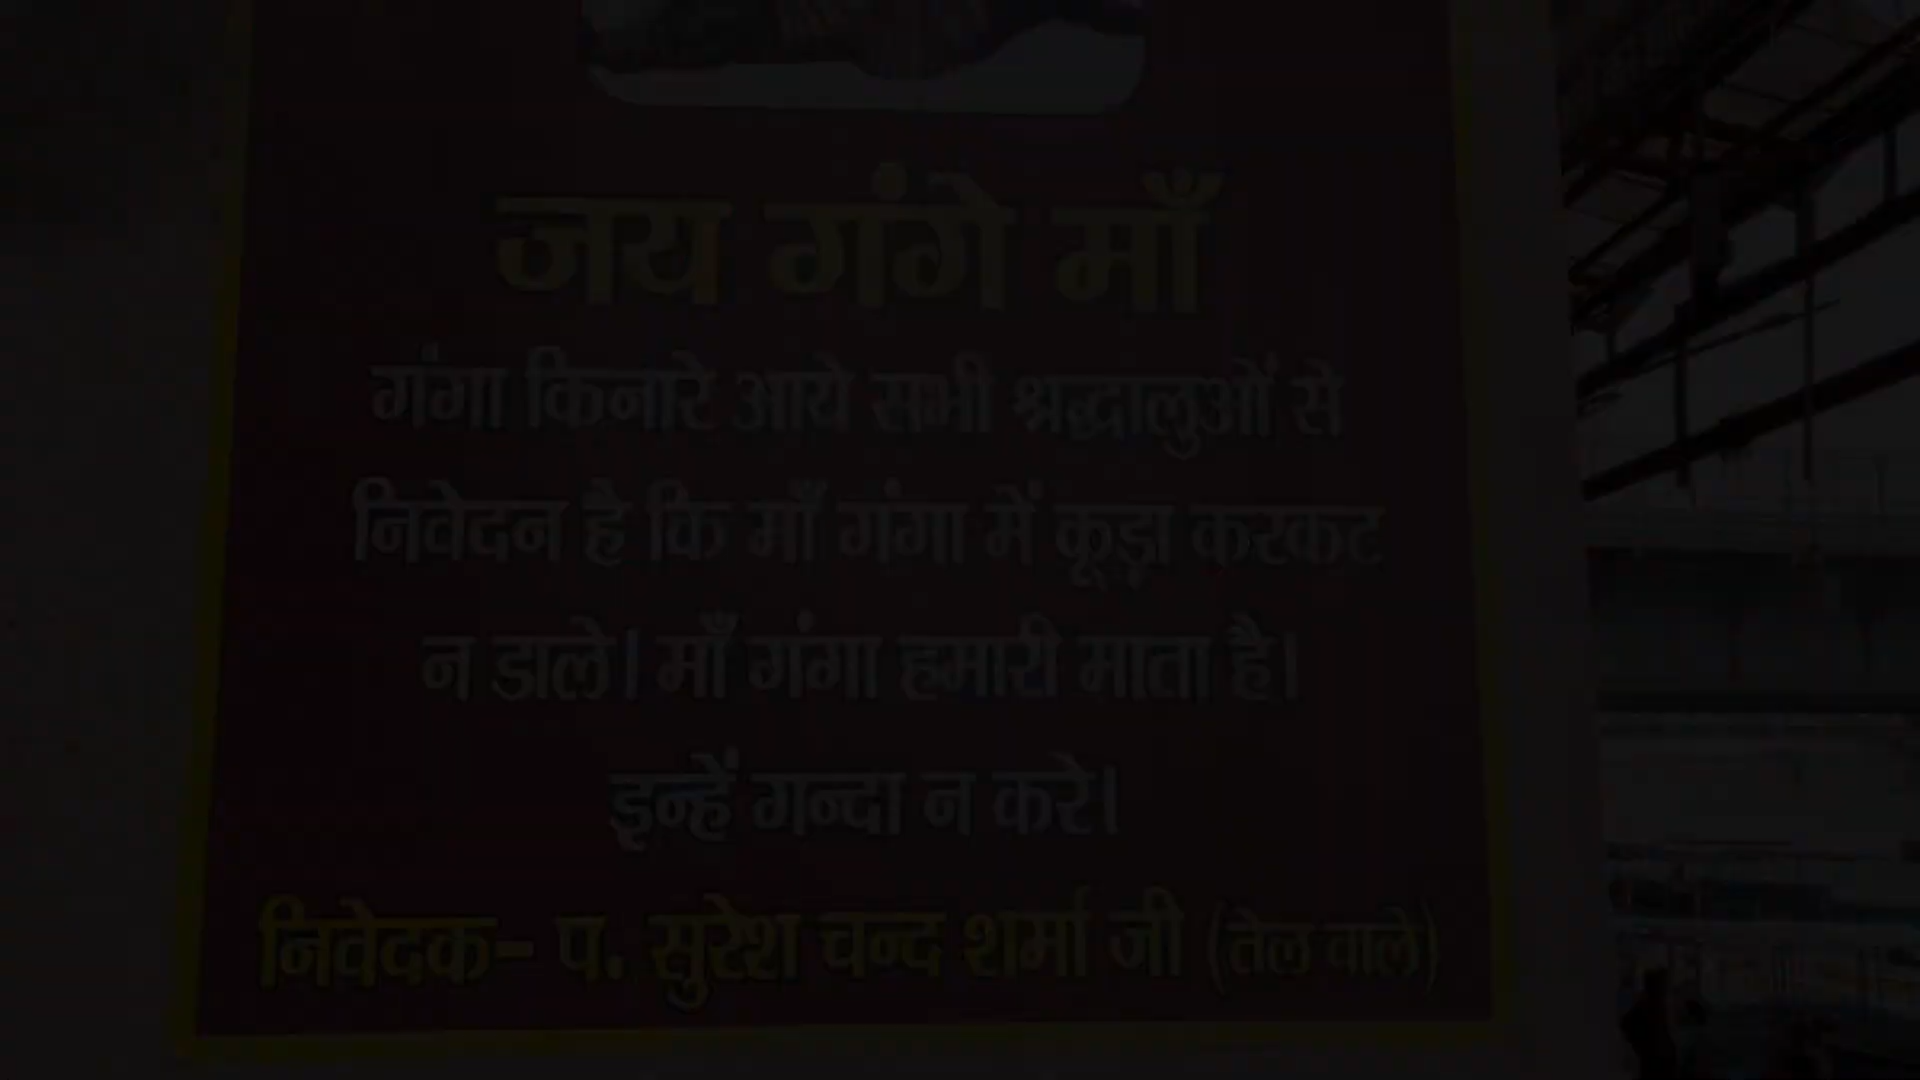 जय गंगे माँ
गंगा किनारे आये सभी श्रद्धालुओं से
निवेदन है कि माँ गंगा में कूड़ा करकट
न डाले। माँ गंगा हमारी माता है।
इन्हें गन्दा न करे।
निवेदक- प. सुरेश चन्द शर्मा जी (तेल वाले)